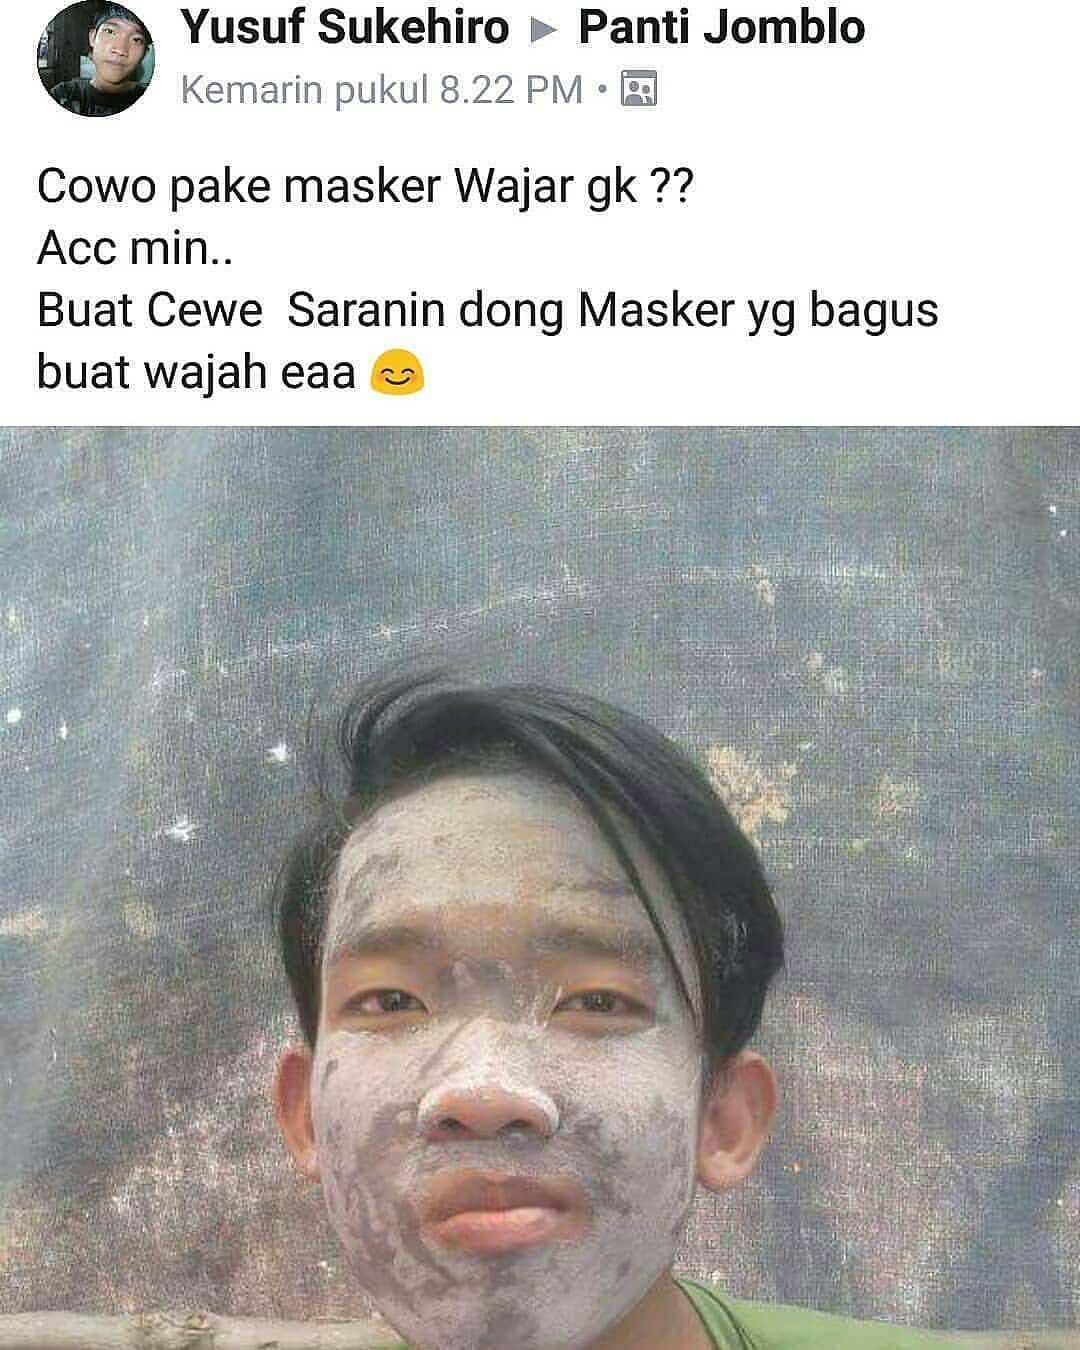 Yusuf Sukehiro ▸ Panti Jomblo
Kemarin pukul 8.22 PM •
Cowo pake masker Wajar gk ??
Acc min..
Buat Cewe  Saranin dong Masker yg bagus
buat wajah eaa 😊